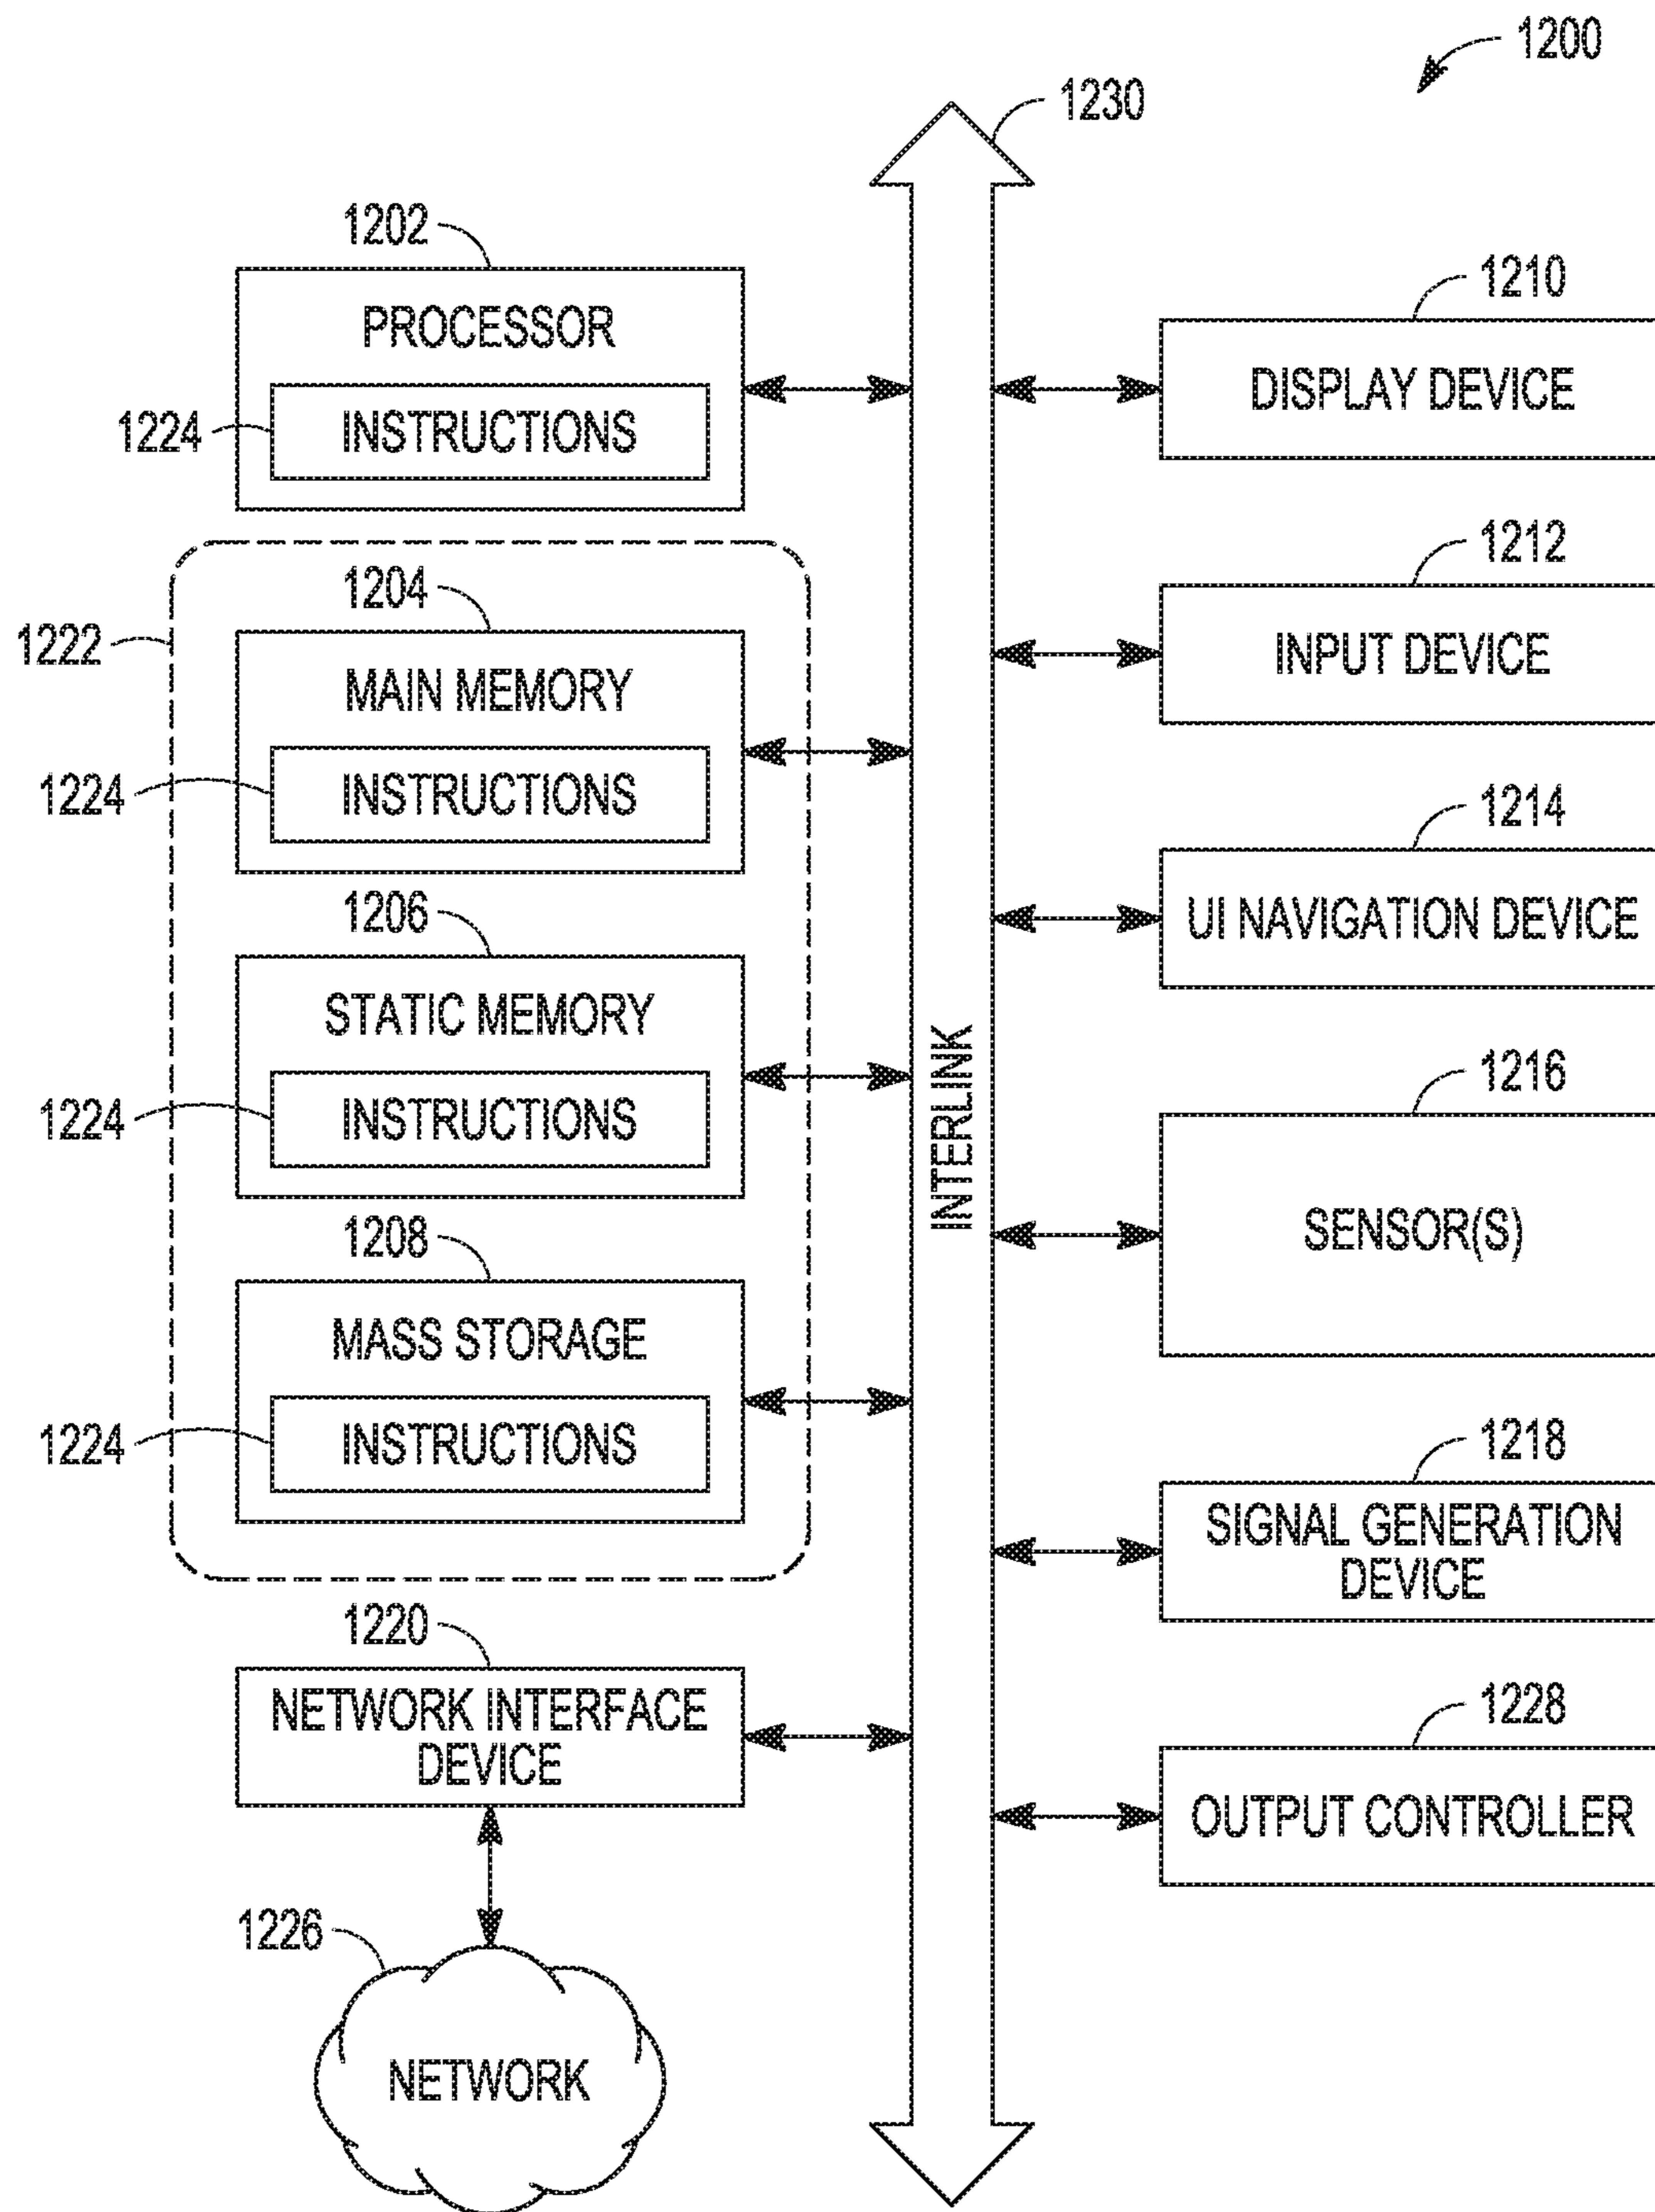 1200
1230
1202
PROCESSOR
1224
INSTRUCTIONS
1222
1204
MAIN MEMORY
1224
INSTRUCTIONS
1206
STATIC MEMORY
1224
INSTRUCTIONS
1208
MASS STORAGE
1224
INSTRUCTIONS
1220
NETWORK INTERFACE
DEVICE
1226
NETWORK
INTERLINK
1210
DISPLAY DEVICE
1212
INPUT DEVICE
1214
UI NAVIGATION DEVICE
1216
SENSOR(S)
1218
SIGNAL GENERATION
DEVICE
1228
OUTPUT CONTROLLER